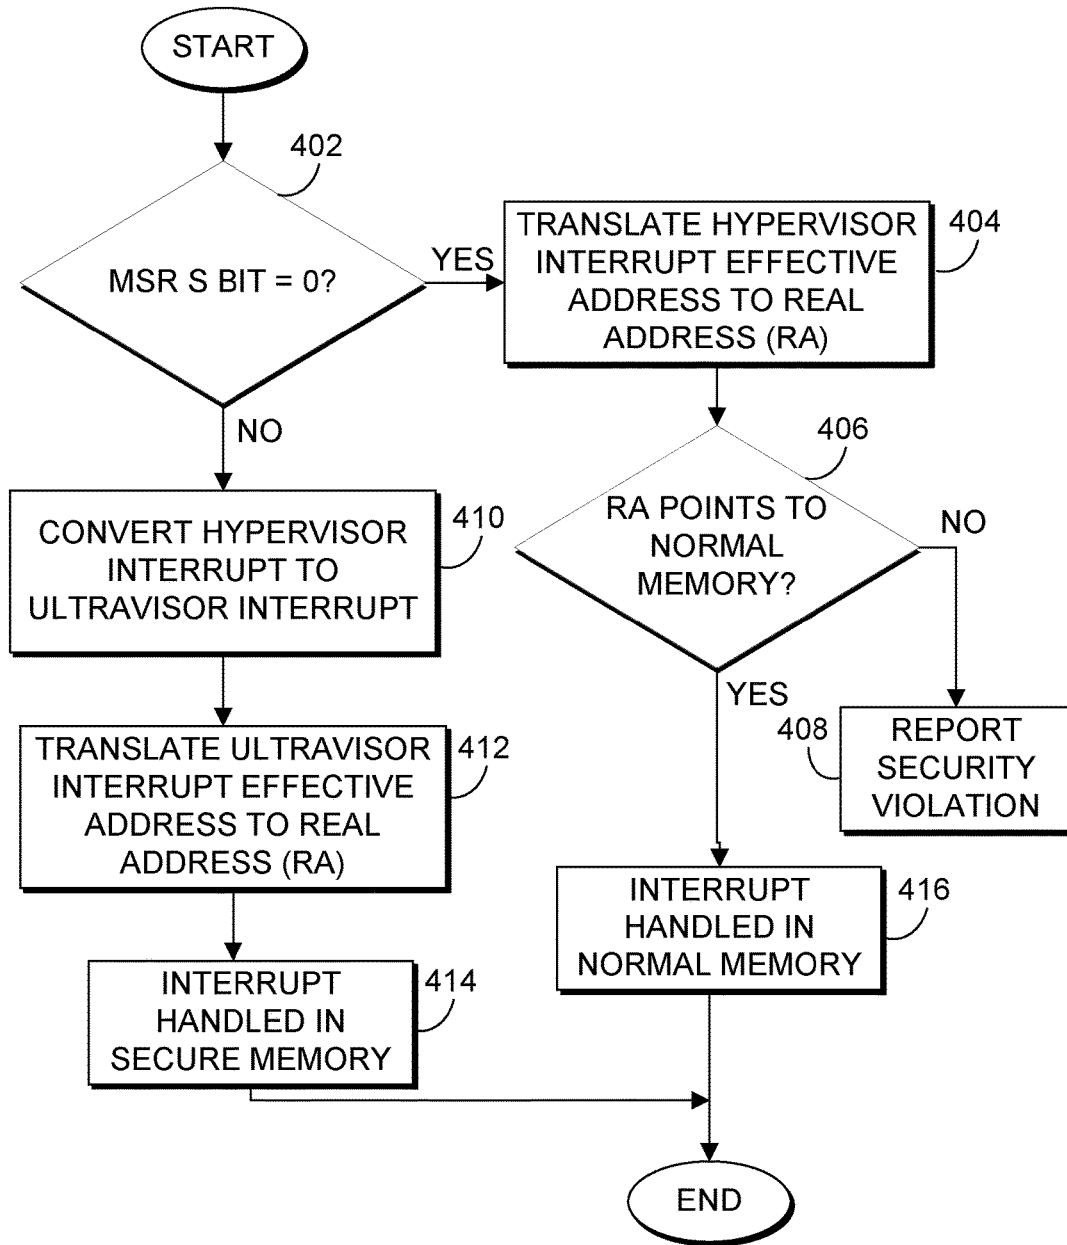 START
402
MSR S BIT = 0?
YES
TRANSLATE HYPERVISOR
INTERRUPT EFFECTIVE
ADDRESS TO REAL
ADDRESS (RA)
404
NO
406
RA POINTS TO
NORMAL
MEMORY?
NO
CONVERT HYPERVISOR
INTERRUPT TO
ULTRAVISOR INTERRUPT
410
YES
408
REPORT
SECURITY
VIOLATION
TRANSLATE ULTRAVISOR
INTERRUPT EFFECTIVE
ADDRESS TO REAL
ADDRESS (RA)
412
INTERRUPT
HANDLED IN
NORMAL MEMORY
416
INTERRUPT
HANDLED IN
SECURE MEMORY
414
END